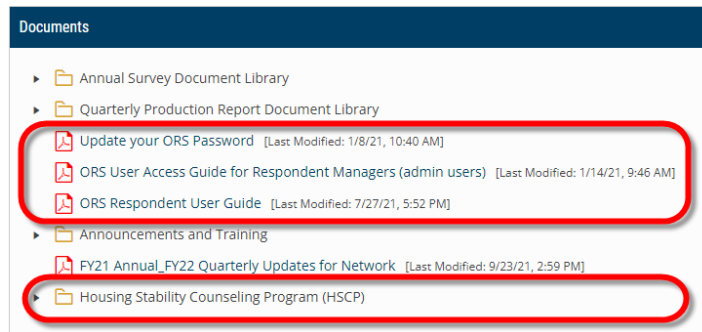 Documents
Annual Survey Document Library
Quarterly Production Report Document Library
Update your ORS Password [Last Modified: 1/8/21, 10:40 AM]
ORS User Access Guide for Respondent Managers (admin users) [Last Modified: 1/14/21, 9:46 AM]
ORS Respondent User Guide [Last Modified: 7/27/21, 5:52 PM]
Announcements and Training
FY21 Annual_FY22 Quarterly Updates for Network [Last Modified: 9/23/21, 2:59 PM]
Housing Stability Counseling Program (HSCP)